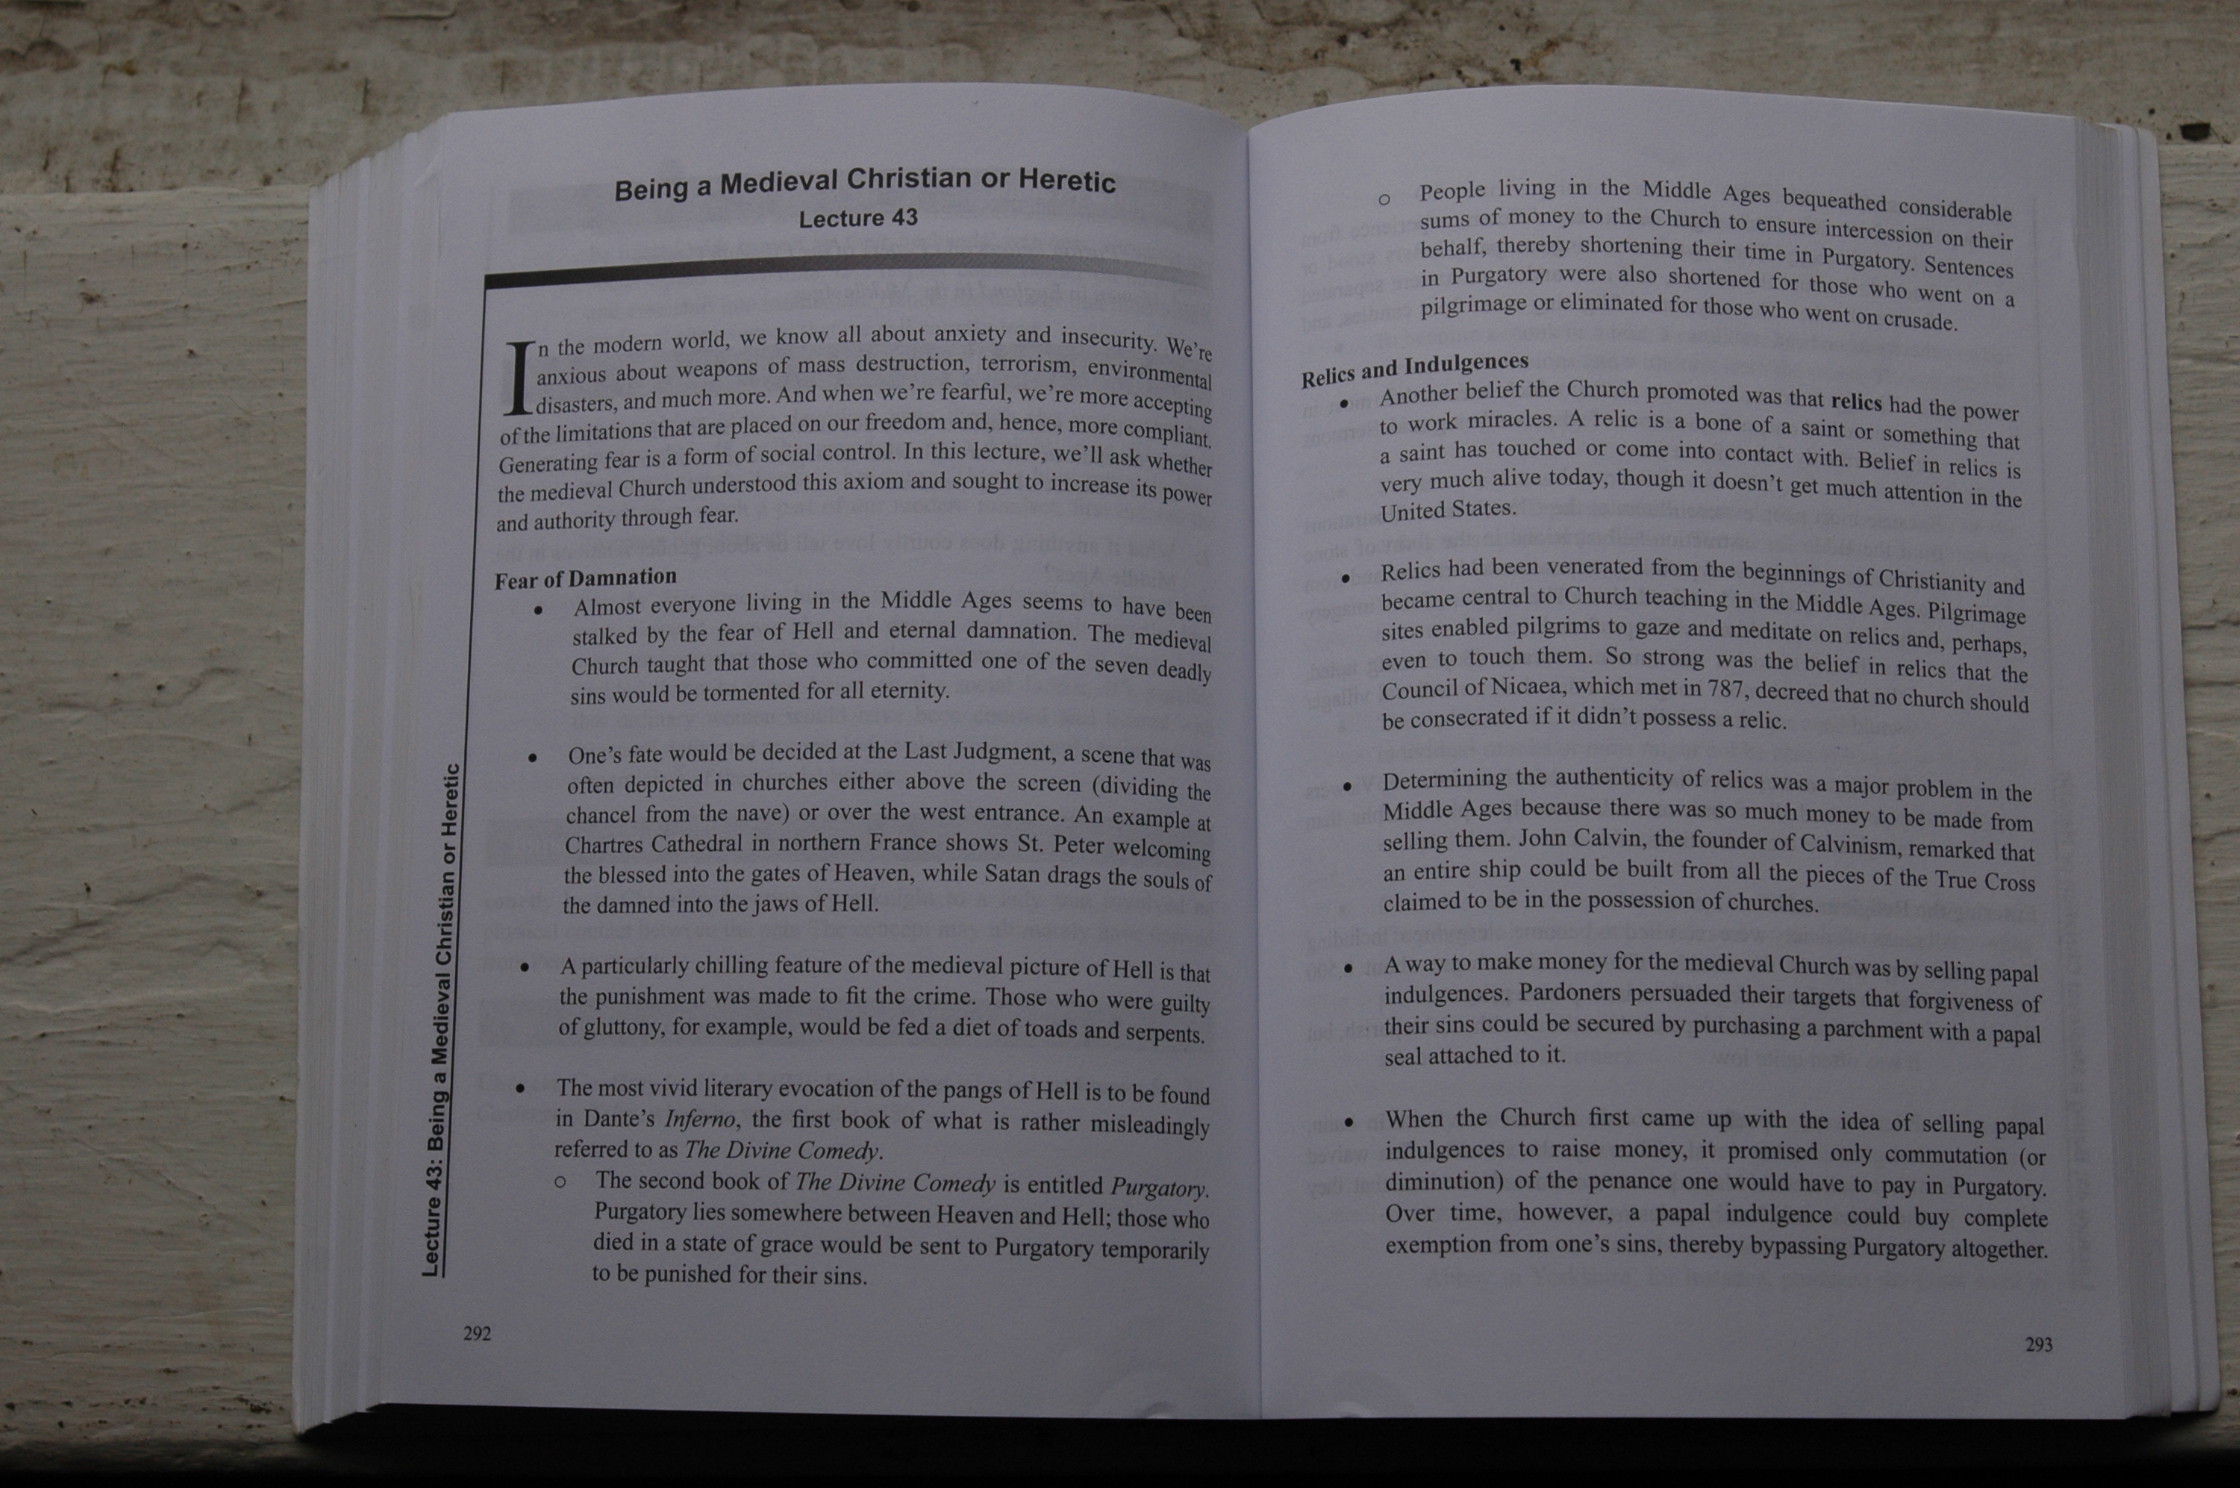 Being a Medieval Christian or Heretic
Lecture 43
In the modern world, we know all about anxiety and insecurity. We're
anxious about weapons of mass destruction, terrorism, environmental
disasters, and much more. And when we're fearful, we're more accepting
of the limitations that are placed on our freedom and, hence, more compliant.
Generating fear is a form of social control. In this lecture, we'll ask whether
the medieval Church understood this axiom and sought to increase its power
and authority through fear.
Fear of Damnation
• Almost everyone living in the Middle Ages seems to have been
stalked by the fear of Hell and eternal damnation. The medieval
Church taught that those who committed one of the seven deadly
sins would be tormented for all eternity.
• One's fate would be decided at the Last Judgment, a scene that was
often depicted in churches either above the screen (dividing the
chancel from the nave) or over the west entrance. An example at
Chartres Cathedral in northern France shows St. Peter welcoming
the blessed into the gates of Heaven, while Satan drags the souls of
the damned into the jaws of Hell.
• A particularly chilling feature of the medieval picture of Hell is that
the punishment was made to fit the crime. Those who were guilty
of gluttony, for example, would be fed a diet of toads and serpents.
• The most vivid literary evocation of the pangs of Hell is to be found
in Dante's Inferno, the first book of what is rather misleadingly
referred to as The Divine Comedy.
○ The second book of The Divine Comedy is entitled Purgatory.
Purgatory lies somewhere between Heaven and Hell; those who
died in a state of grace would be sent to Purgatory temporarily
to be punished for their sins.
Lecture 43: Being a Medieval Christian or Heretic
292
○ People living in the Middle Ages bequeathed considerable
sums of money to the Church to ensure intercession on their
behalf, thereby shortening their time in Purgatory. Sentences
in Purgatory were also shortened for those who went on a
pilgrimage or eliminated for those who went on crusade.
Relics and Indulgences
• Another belief the Church promoted was that relics had the power
to work miracles. A relic is a bone of a saint or something that
a saint has touched or come into contact with. Belief in relics is
very much alive today, though it doesn't get much attention in the
United States.
• Relics had been venerated from the beginnings of Christianity and
became central to Church teaching in the Middle Ages. Pilgrimage
sites enabled pilgrims to gaze and meditate on relics and, perhaps,
even to touch them. So strong was the belief in relics that the
Council of Nicaea, which met in 787, decreed that no church should
be consecrated if it didn't possess a relic.
• Determining the authenticity of relics was a major problem in the
Middle Ages because there was so much money to be made from
selling them. John Calvin, the founder of Calvinism, remarked that
an entire ship could be built from all the pieces of the True Cross
claimed to be in the possession of churches.
• A way to make money for the medieval Church was by selling papal
indulgences. Pardoners persuaded their targets that forgiveness of
their sins could be secured by purchasing a parchment with a papal
seal attached to it.
• When the Church first came up with the idea of selling papal
indulgences to raise money, it promised only commutation (or
diminution) of the penance one would have to pay in Purgatory.
Over time, however, a papal indulgence could buy complete
exemption from one's sins, thereby bypassing Purgatory altogether.
293